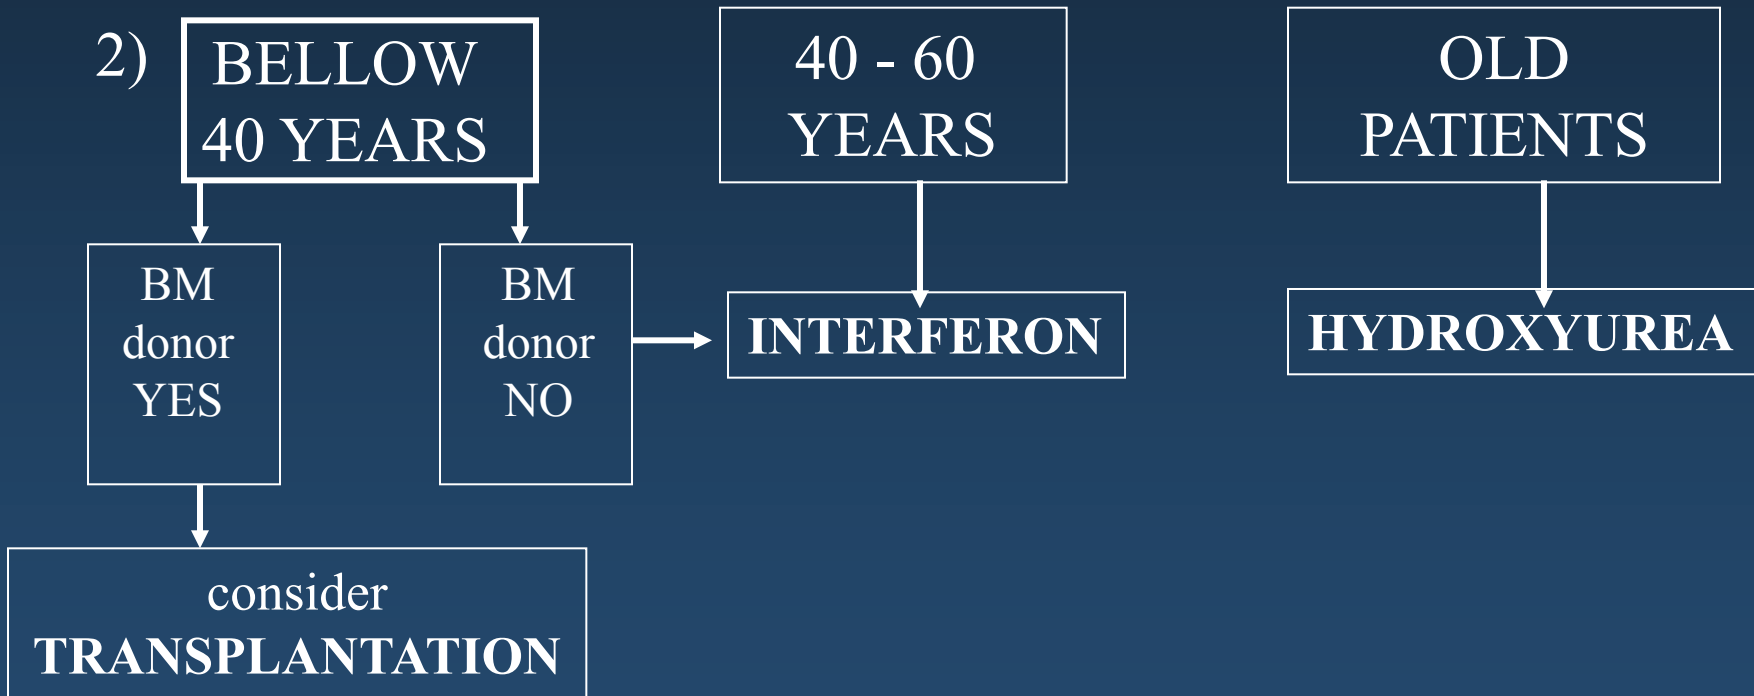 2)
BELLOW
40 YEARS
40 - 60
YEARS
OLD
PATIENTS
BM
donor
YES
BM
donor
NO
INTERFERON
HYDROXYUREA
consider
TRANSPLANTATION